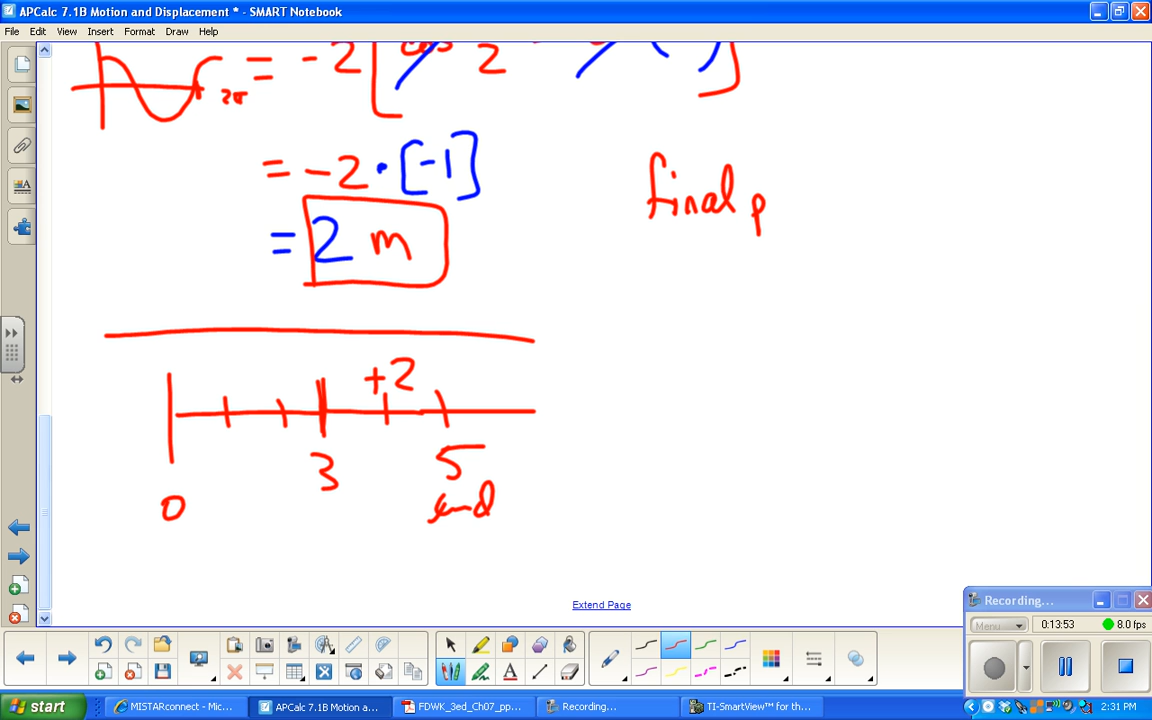 APCalc 7.1B Motion and Displacement * - SMART Notebook
File Edit View Insert Format Draw Help
= -2 [ cos 2
2π
= -2 • [-1]
= 2 m
final p
+2
0 3 5
end
Extend Page
Recording...
Menu 0:13:53 8.0 fps
start MISTARconnect - Mic... APCalc 7.1B Motion a... FDWK_3ed_Ch07_pp... Recording... TI-SmartView™ for th... 2:31 PM